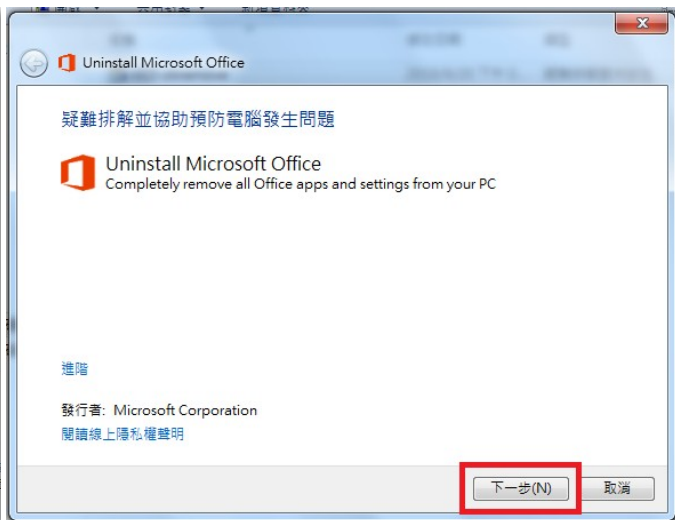 Uninstall Microsoft Office
疑難排解並協助預防電腦發生問題
Uninstall Microsoft Office
Completely remove all Office apps and settings from your PC
進階
發行者: Microsoft Corporation
閱讀線上隱私權聲明
下一步(N)
取消